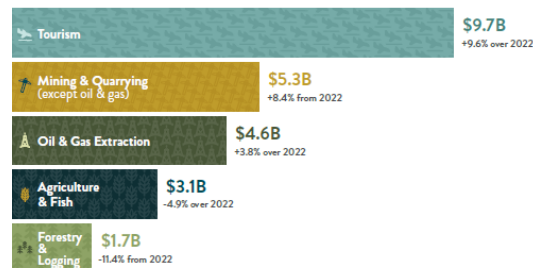 Tourism
$9.7B
+9.6% over 2022
Mining & Quarrying
(except oil & gas)
$5.3B
+8.4% from 2022
Oil & Gas Extraction
$4.6B
+3.8% over 2022
Agriculture
& Fish
$3.1B
-4.9% over 2022
Forestry
&
Logging
$1.7B
-11.4% from 2022